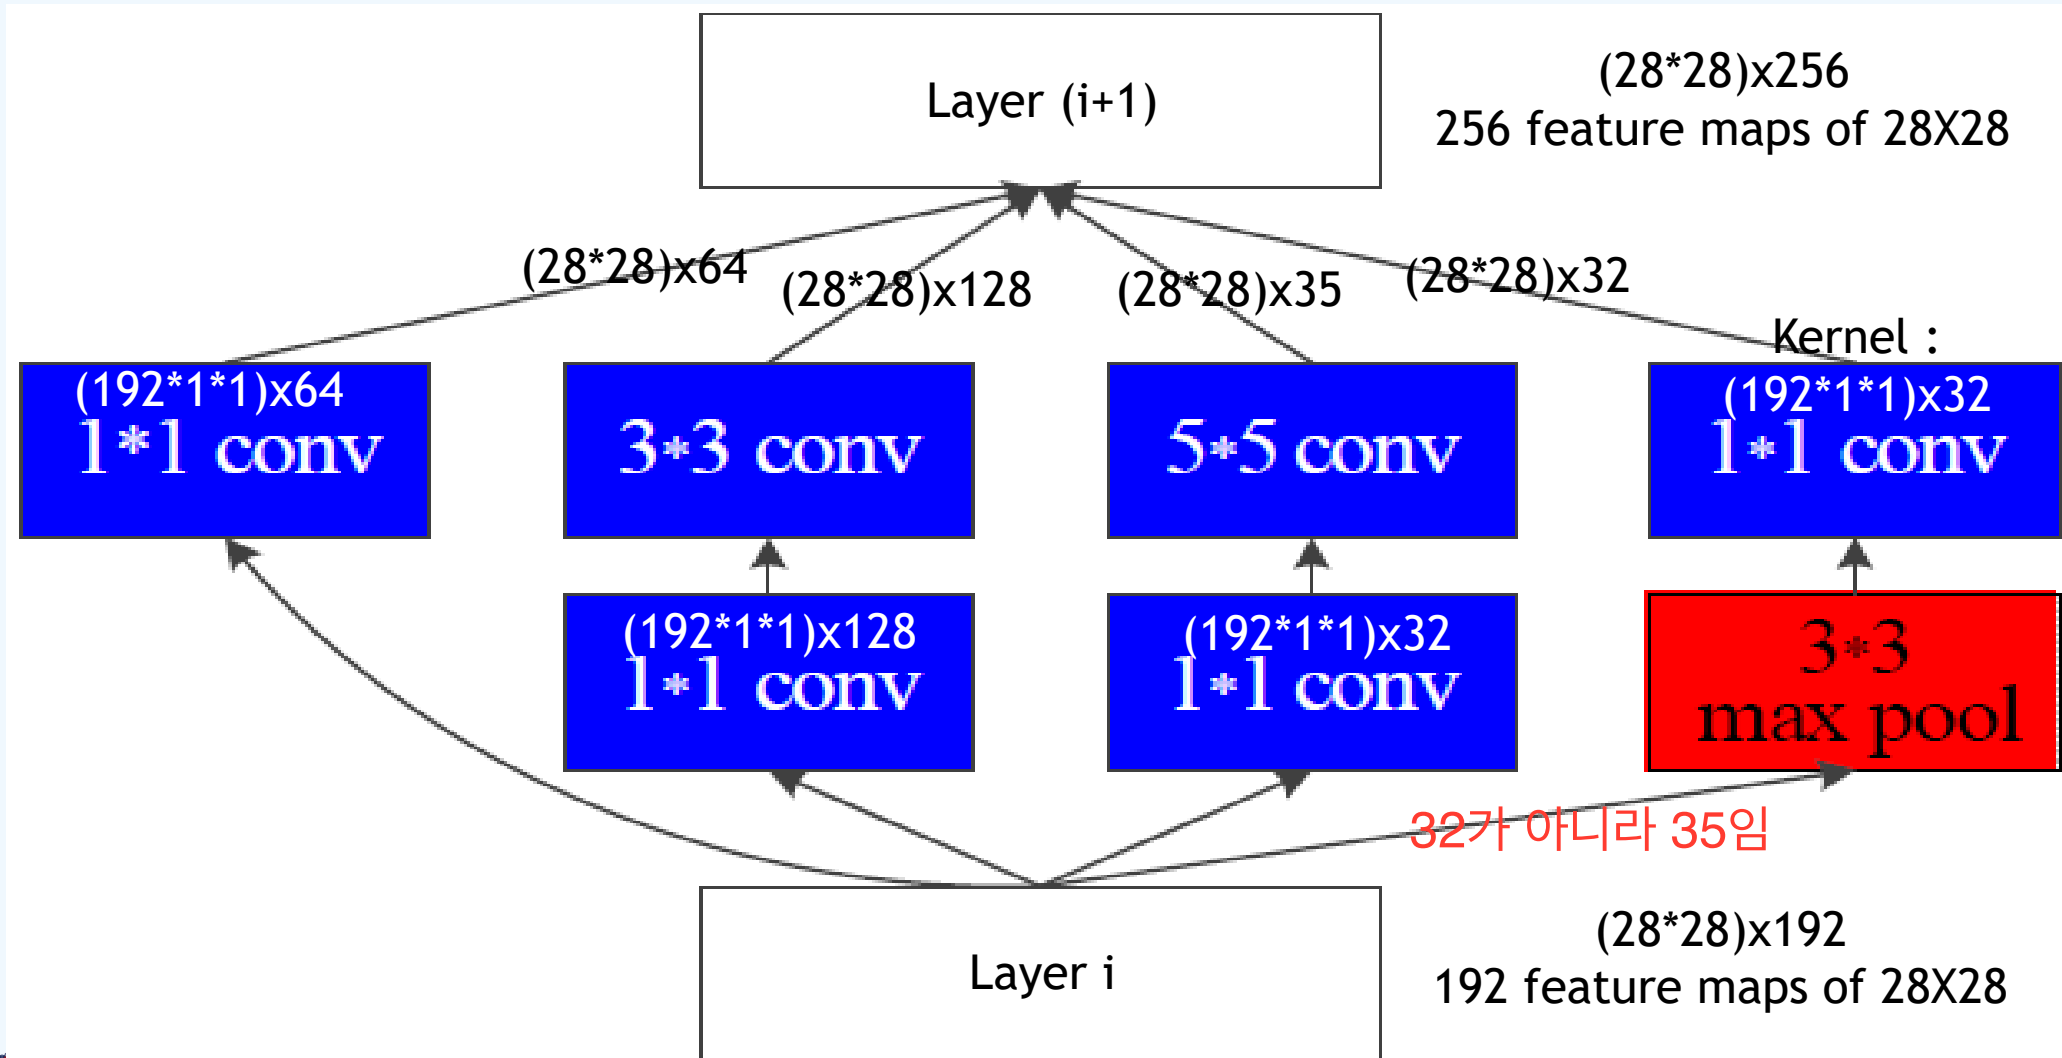 Layer (i+1)
(28*28)x256
256 feature maps of 28X28
(28*28)x64
(28*28)x128
(28*28)x35
(28*28)x32
Kernel :
(192*1*1)x64
1*1 conv
3*3 conv
5*5 conv
(192*1*1)x32
1*1 conv
(192*1*1)x128
1*1 conv
(192*1*1)x32
1*1 conv
3*3
max pool
32가 아니라 35임
Layer i
(28*28)x192
192 feature maps of 28X28